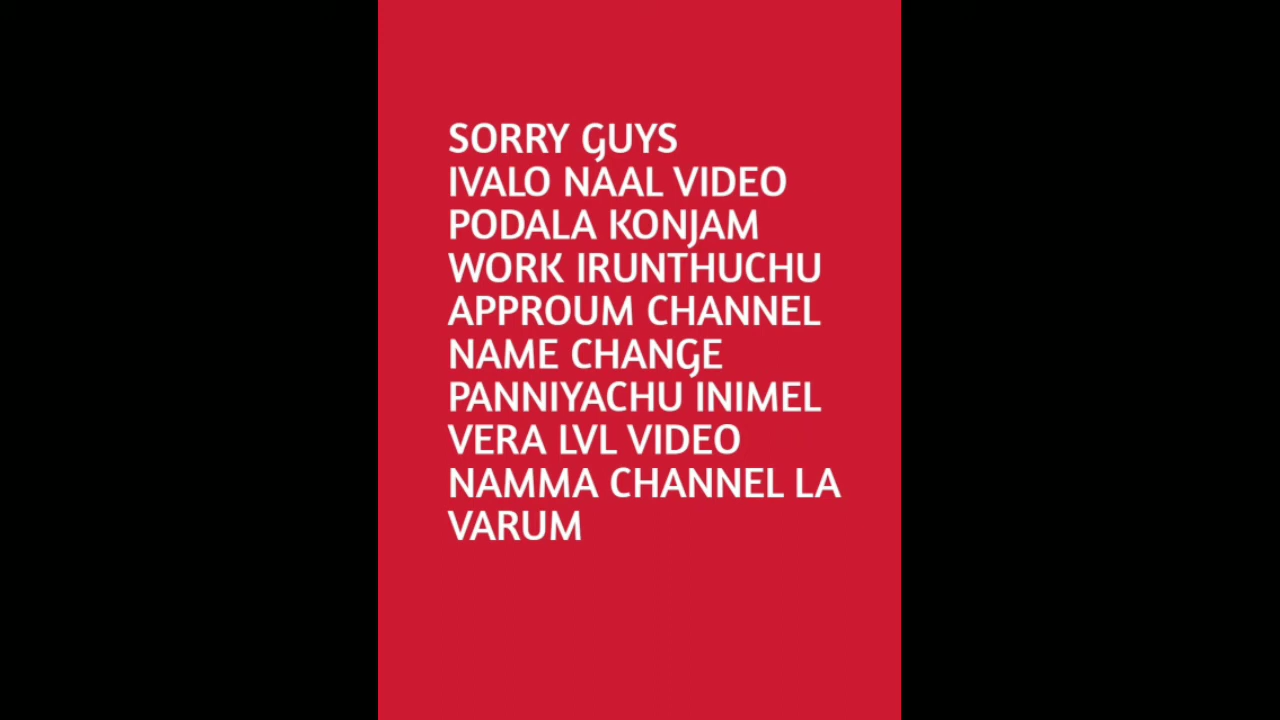 SORRY GUYS
IVALO NAAL VIDEO
PODALA KONJAM
WORK IRUNTHUCHU
APPROUM CHANNEL
NAME CHANGE
PANNIYACHU INIMEL
VERA LVL VIDEO
NAMMA CHANNEL LA
VARUM